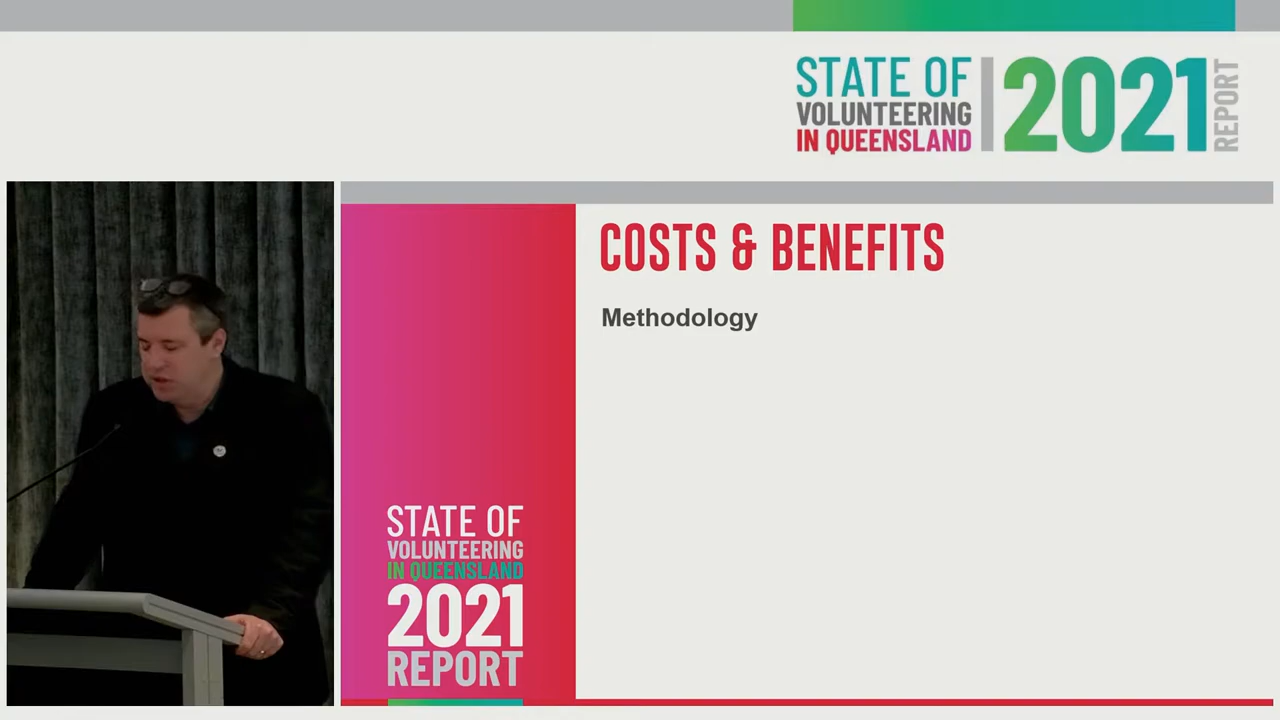 STATE OF
VOLUNTEERING
IN QUEENSLAND
2021
REPORT
COSTS & BENEFITS
Methodology
STATE OF
VOLUNTEERING
IN QUEENSLAND
2021
REPORT